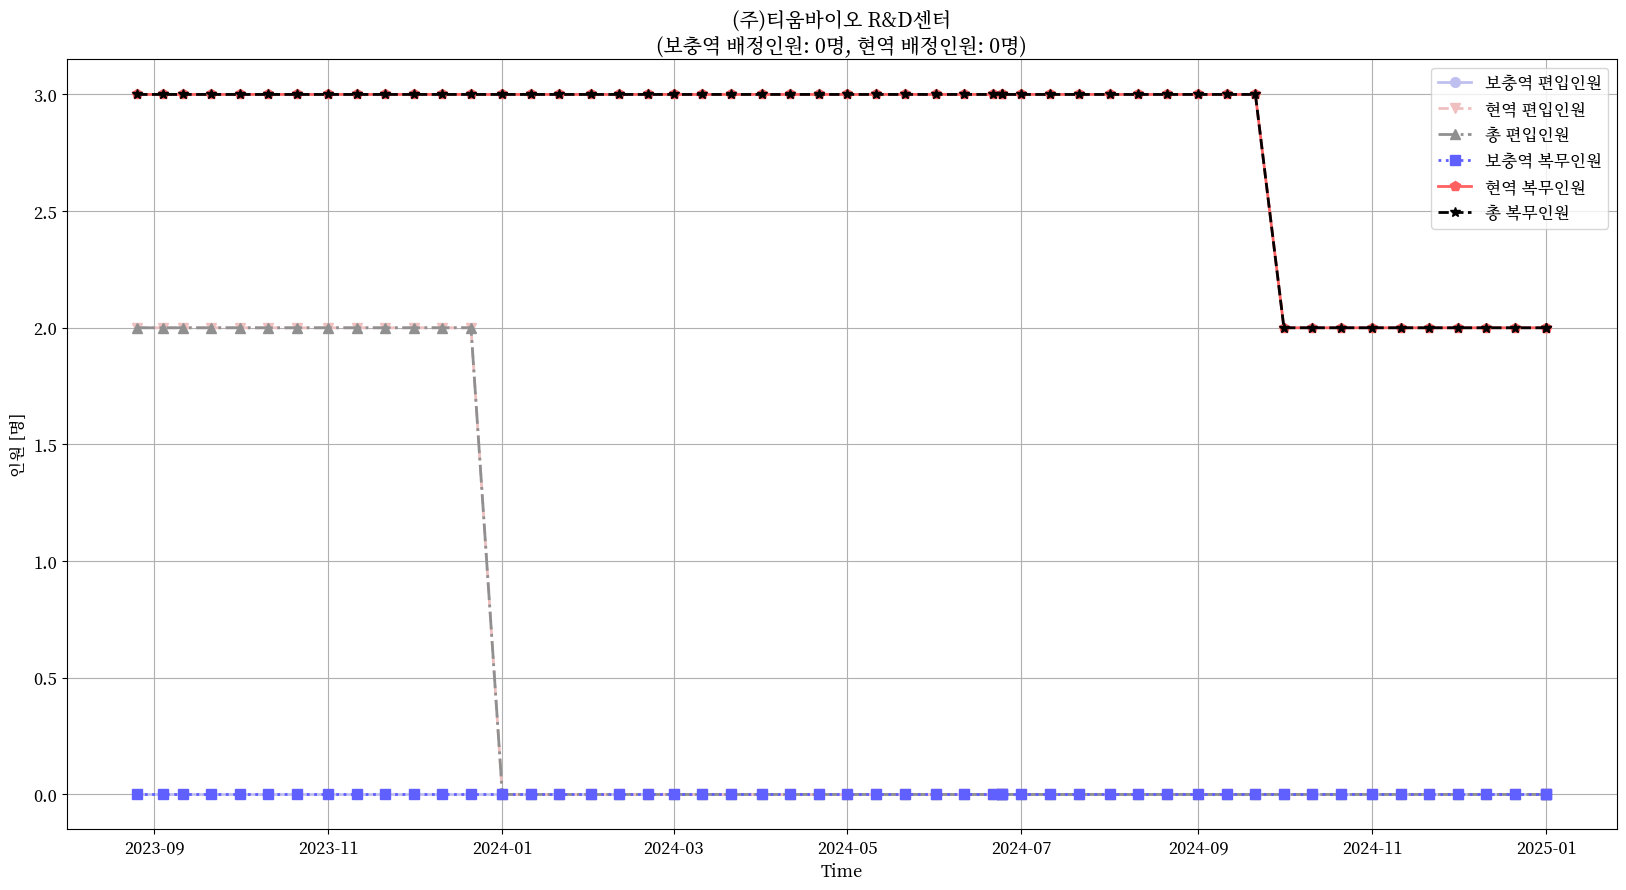 (주)티움바이오 R&D센터
(보충역 배정인원: 0명, 현역 배정인원: 0명)
보충역 편입인원
현역 편입인원
총 편입인원
보충역 복무인원
현역 복무인원
총 복무인원
인원 [명]
3.0
2.5
2.0
1.5
1.0
0.5
0.0
2023-09
2023-11
2024-01
2024-03
2024-05
2024-07
2024-09
2024-11
2025-01
Time